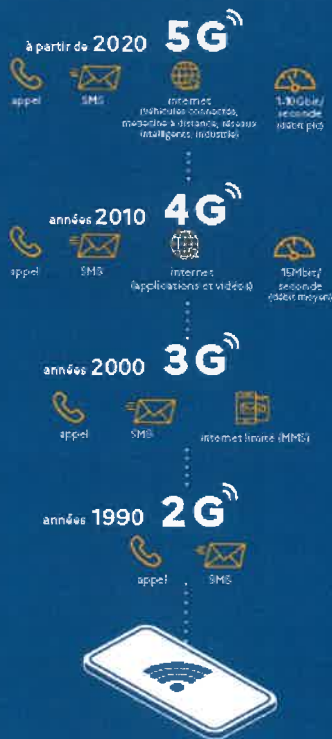 à partir de 2020 5G
appel
SMS
internet
(véhicules connectés,
médecine à distance, réseaux
intelligents, industrie)
1-10Gbit/
seconde
(débit pic)
années 2010 4G
appel
SMS
internet
(applications et vidéos)
15Mbit/
seconde
(débit moyen)
années 2000 3G
appel
SMS
internet limité (MMS)
années 1990 2G
appel
SMS